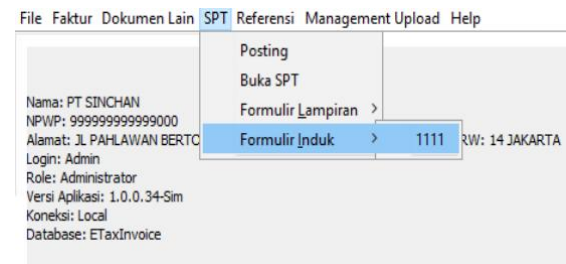 File Faktur Dokumen Lain SPT Referensi Management Upload Help
Posting
Buka SPT
Formulir Lampiran >
Formulir Induk > 1111
Nama: PT SINCHAN
NPWP: 999999999999000
Alamat: JL PAHLAWAN BERTO RW: 14 JAKARTA
Login: Admin
Role: Administrator
Versi Aplikasi: 1.0.0.34-Sim
Koneksi: Local
Database: ETaxInvoice